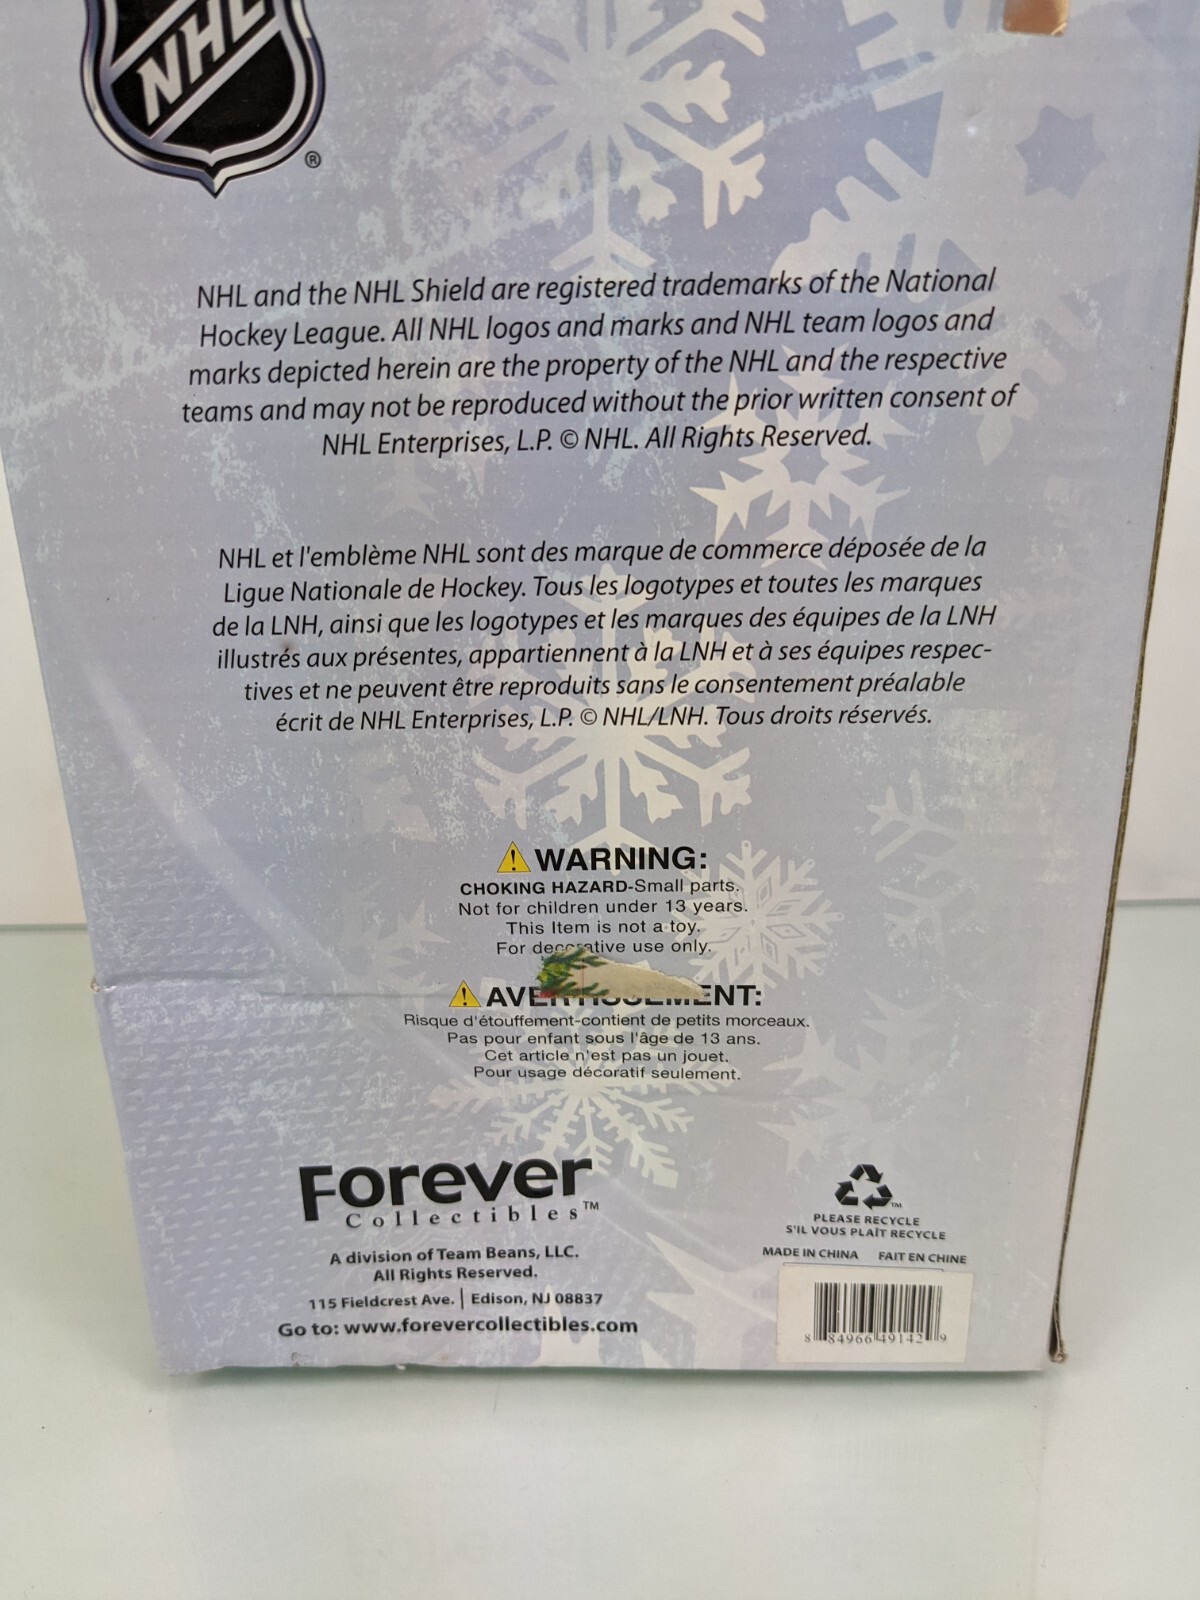 NHL
®
NHL and the NHL Shield are registered trademarks of the National
Hockey League. All NHL logos and marks and NHL team logos and
marks depicted herein are the property of the NHL and the respective
teams and may not be reproduced without the prior written consent of
NHL Enterprises, L.P. © NHL. All Rights Reserved.
NHL et l'emblème NHL sont des marque de commerce déposée de la
Ligue Nationale de Hockey. Tous les logotypes et toutes les marques
de la LNH, ainsi que les logotypes et les marques des équipes de la LNH
illustrés aux présentes, appartiennent à la LNH et à ses équipes respec-
tives et ne peuvent être reproduits sans le consentement préalable
écrit de NHL Enterprises, L.P. © NHL/LNH. Tous droits réservés.
WARNING:
CHOKING HAZARD-Small parts.
Not for children under 13 years.
This Item is not a toy.
For decorative use only.
AVERTISSEMENT:
Risque d'étouffement-contient de petits morceaux.
Pas pour enfant sous l'âge de 13 ans.
Cet article n'est pas un jouet.
Pour usage décoratif seulement.
Forever
Collectibles™
A division of Team Beans, LLC.
All Rights Reserved.
115 Fieldcrest Ave. | Edison, NJ 08837
Go to: www.forevercollectibles.com
TM
PLEASE RECYCLE
S'IL VOUS PLAÎT RECYCLE
MADE IN CHINA FAIT EN CHINE
8 84966 49142 9